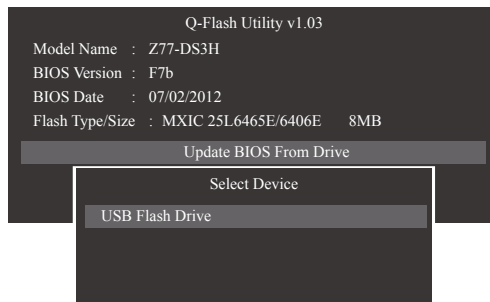 Q-Flash Utility v1.03
Model Name : Z77-DS3H
BIOS Version : F7b
BIOS Date : 07/02/2012
Flash Type/Size : MXIC 25L6465E/6406E 8MB
Update BIOS From Drive
Select Device
USB Flash Drive